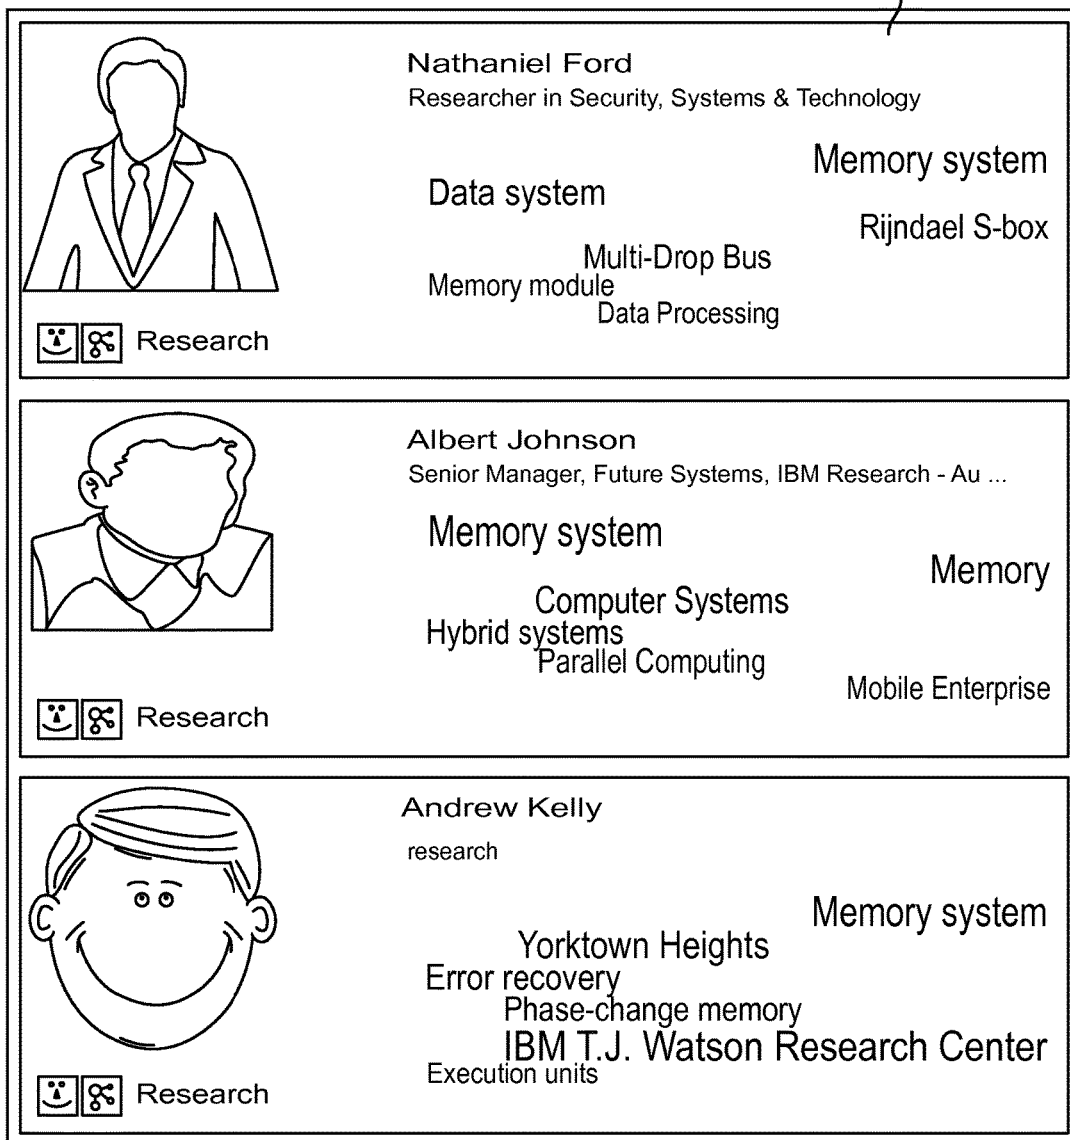 Nathaniel Ford
Researcher in Security, Systems & Technology
Memory system
Data system
Rijndael S-box
Multi-Drop Bus
Memory module
Data Processing
Research
Albert Johnson
Senior Manager, Future Systems, IBM Research - Au ...
Memory system
Memory
Computer Systems
Hybrid systems
Parallel Computing
Mobile Enterprise
Research
Andrew Kelly
research
Memory system
Yorktown Heights
Error recovery
Phase-change memory
IBM T.J. Watson Research Center
Execution units
Research